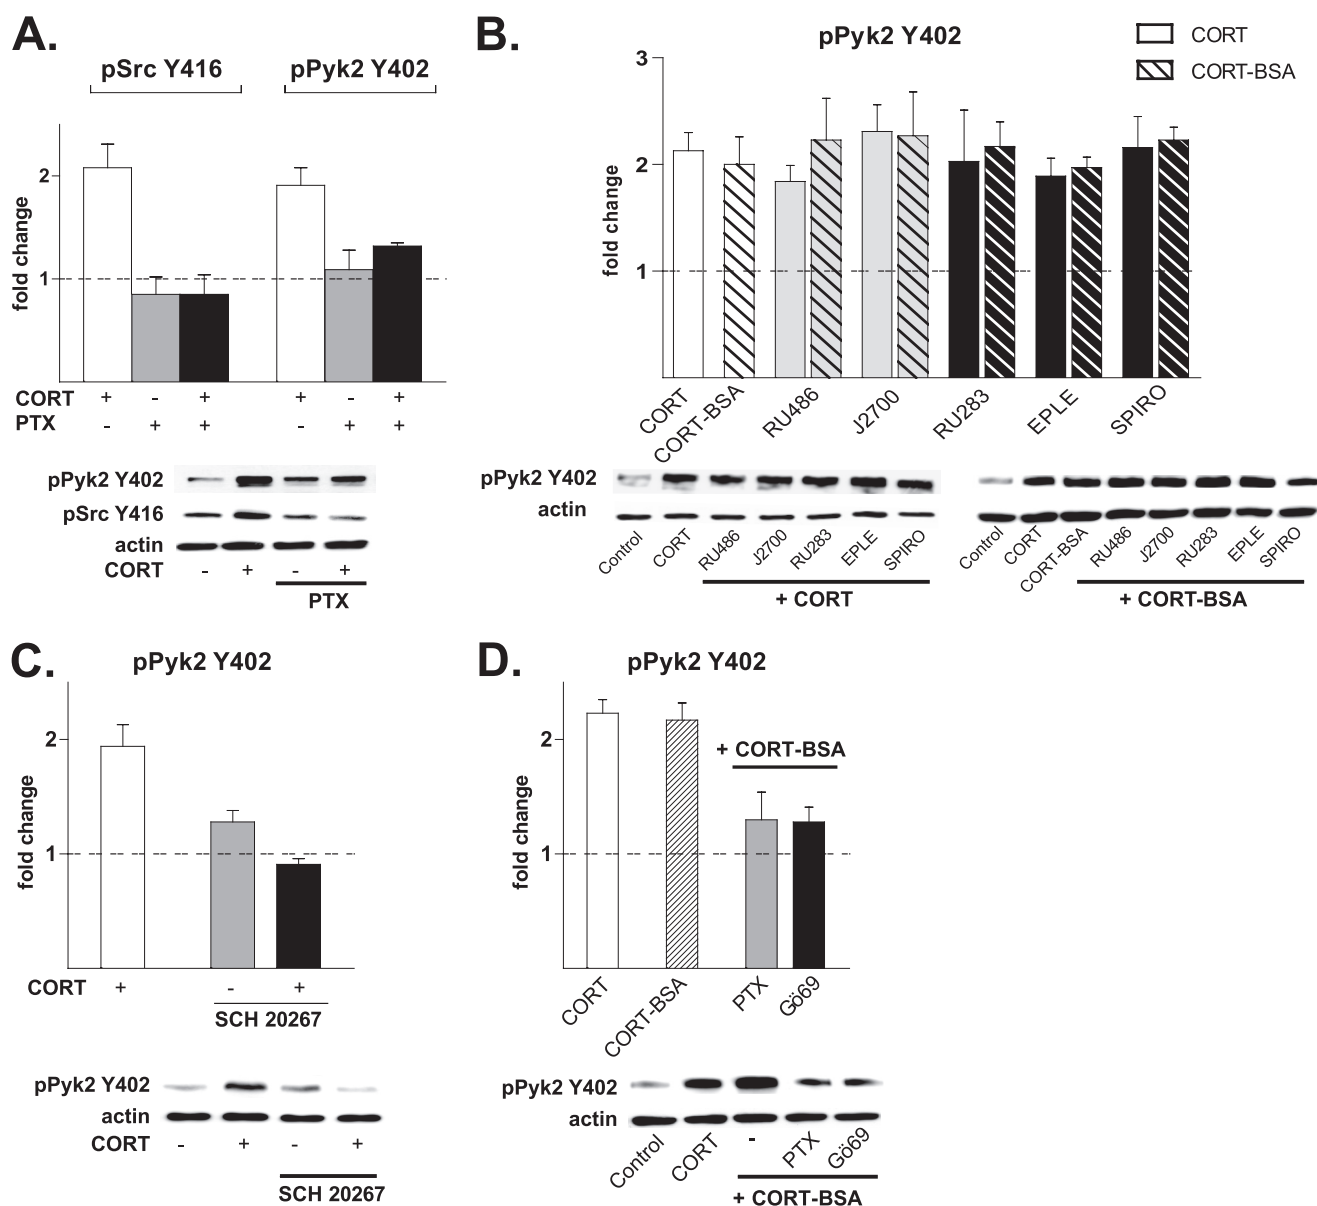 A.
pSrc Y416
pPyk2 Y402
2
1
fold change
CORT + - + + - +
PTX - + + - + +
pPyk2 Y402
pSrc Y416
actin
CORT - + - +
PTX
B.
pPyk2 Y402
CORT
CORT-BSA
3
2
1
fold change
CORT
CORT-BSA
RU486
J2700
RU283
EPLE
SPIRO
pPyk2 Y402
actin
Control
CORT
RU486
J2700
RU283
EPLE
SPIRO
+ CORT
Control
CORT
CORT-BSA
RU486
J2700
RU283
EPLE
SPIRO
+ CORT-BSA
C.
pPyk2 Y402
2
1
fold change
CORT + - +
SCH 20267
pPyk2 Y402
actin
CORT - + - +
SCH 20267
D.
pPyk2 Y402
2
1
fold change
+ CORT-BSA
CORT
CORT-BSA
PTX
Gö69
pPyk2 Y402
actin
Control
CORT
-
PTX
Gö69
+ CORT-BSA